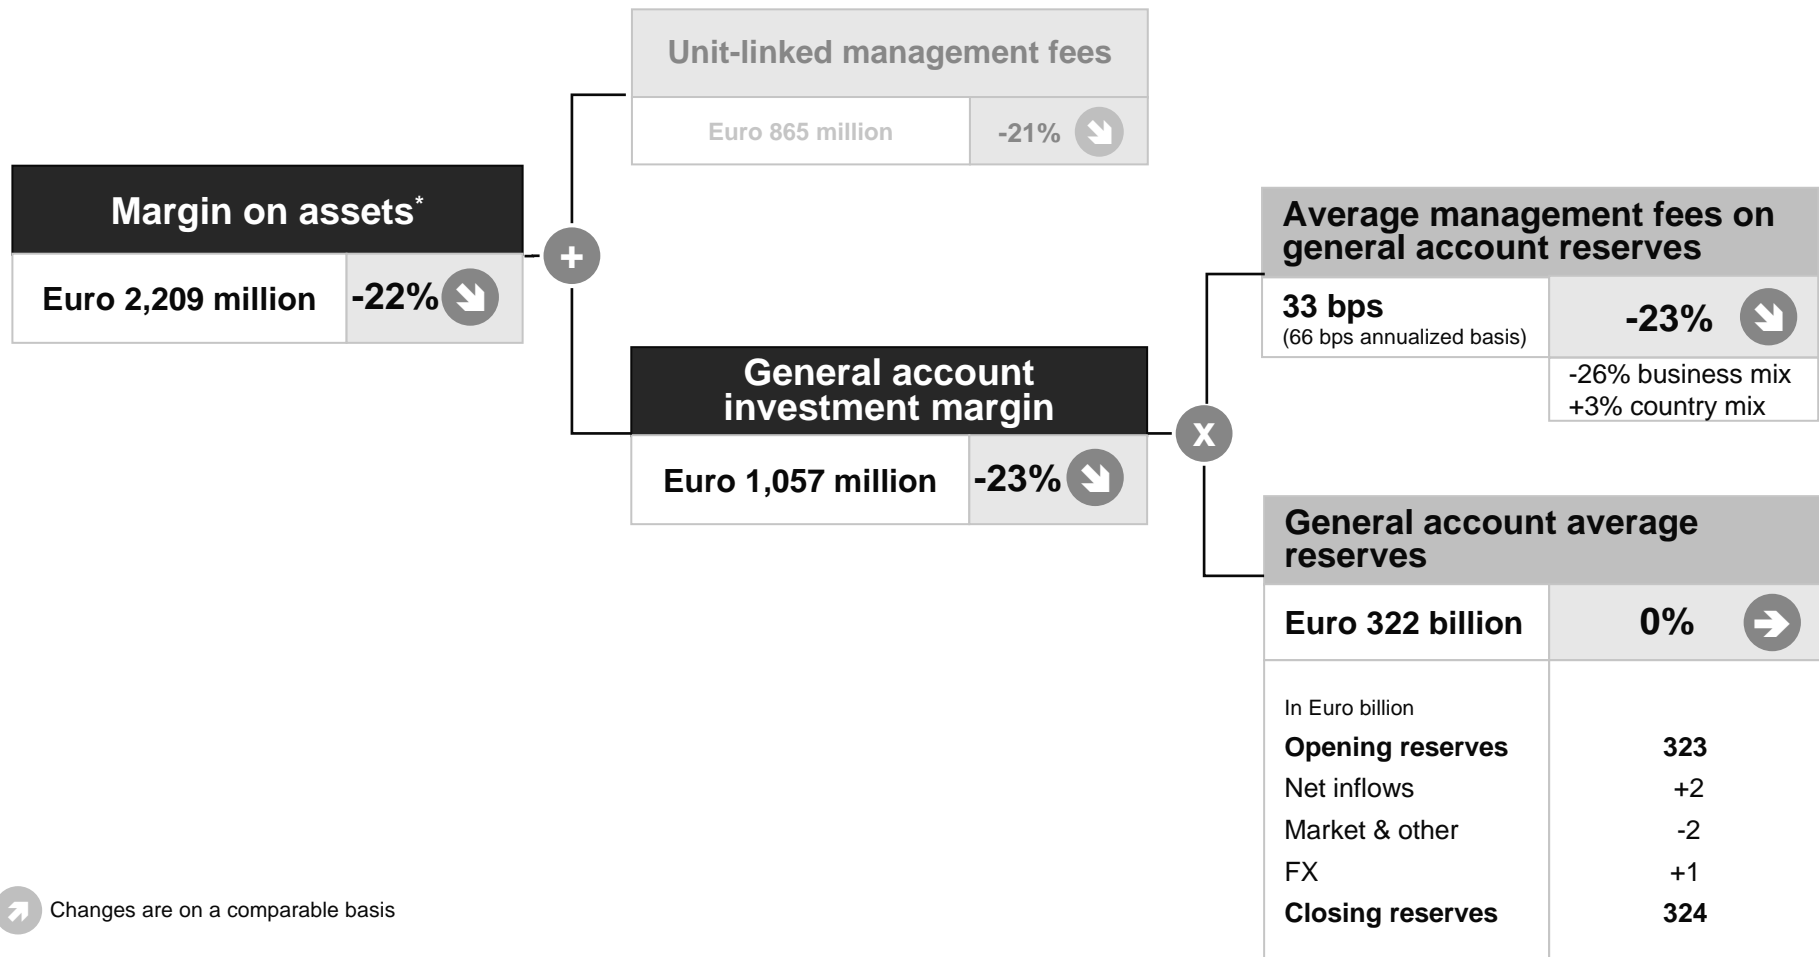 Unit-linked management fees
Euro 865 million
-21%
Margin on assets*
Euro 2,209 million
-22%
+
General account
investment margin
Euro 1,057 million
-23%
x
Average management fees on
general account reserves
33 bps
(66 bps annualized basis)
-23%
-26% business mix
+3% country mix
General account average
reserves
Euro 322 billion
0%
In Euro billion
Opening reserves 323
Net inflows +2
Market & other -2
FX +1
Closing reserves 324
Changes are on a comparable basis